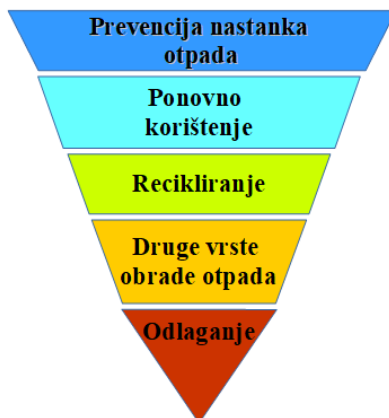 Prevencija nastanka
otpada
Ponovno
korištenje
Recikliranje
Druge vrste
obrade otpada
Odlaganje